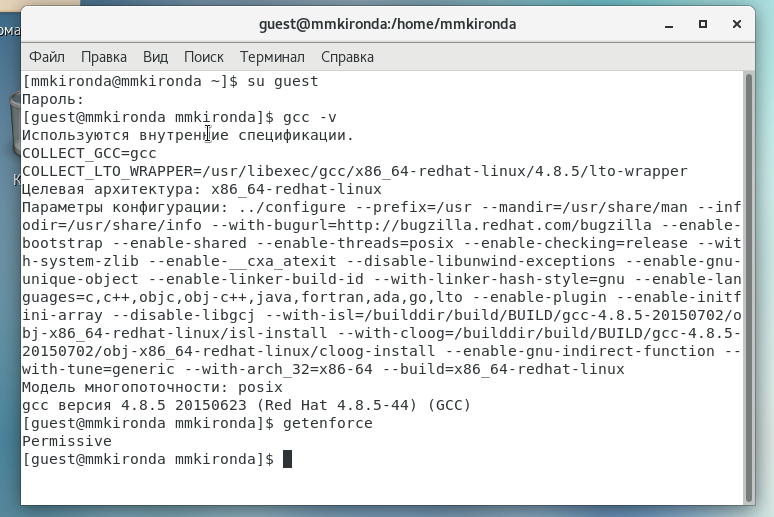 guest@mmkironda:/home/mmkironda
Файл Правка Вид Поиск Терминал Справка
[mmkironda@mmkironda ~]$ su guest
Пароль:
[guest@mmkironda mmkironda]$ gcc -v
Используются внутренние спецификации.
COLLECT_GCC=gcc
COLLECT_LTO_WRAPPER=/usr/libexec/gcc/x86_64-redhat-linux/4.8.5/lto-wrapper
Целевая архитектура: x86_64-redhat-linux
Параметры конфигурации: ../configure --prefix=/usr --mandir=/usr/share/man --inf
odir=/usr/share/info --with-bugurl=http://bugzilla.redhat.com/bugzilla --enable-
bootstrap --enable-shared --enable-threads=posix --enable-checking=release --wit
h-system-zlib --enable-__cxa_atexit --disable-libunwind-exceptions --enable-gnu-
unique-object --enable-linker-build-id --with-linker-hash-style=gnu --enable-lan
guages=c,c++,objc,obj-c++,java,fortran,ada,go,lto --enable-plugin --enable-initf
ini-array --disable-libgcj --with-isl=/builddir/build/BUILD/gcc-4.8.5-20150702/o
bj-x86_64-redhat-linux/isl-install --with-cloog=/builddir/build/BUILD/gcc-4.8.5-
20150702/obj-x86_64-redhat-linux/cloog-install --enable-gnu-indirect-function --
with-tune=generic --with-arch_32=x86-64 --build=x86_64-redhat-linux
Модель многопоточности: posix
gcc версия 4.8.5 20150623 (Red Hat 4.8.5-44) (GCC)
[guest@mmkironda mmkironda]$ getenforce
Permissive
[guest@mmkironda mmkironda]$